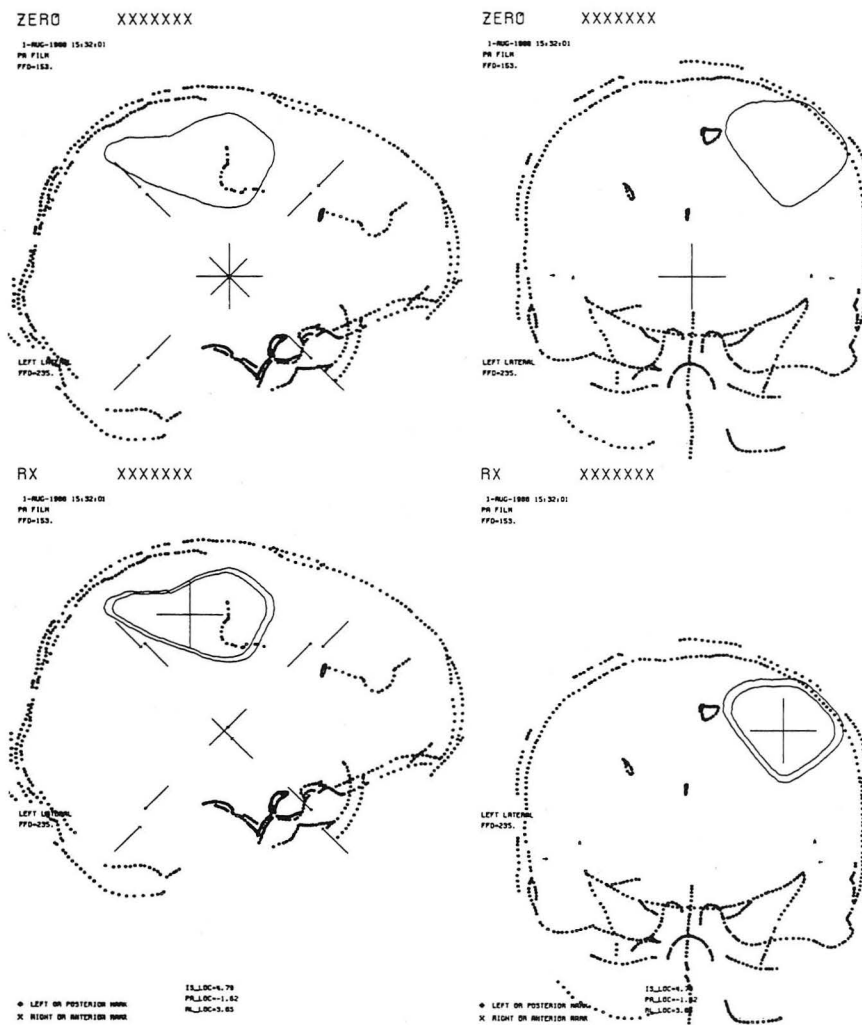 ZERO XXXXXXX
1-AUG-1988 15:32:01
PA FILM
FFD=153.
LEFT LATERAL
FFD=235.
ZERO XXXXXXX
1-AUG-1988 15:32:01
PA FILM
FFD=153.
LEFT LATERAL
FFD=235.
RX XXXXXXX
1-AUG-1988 15:32:01
PA FILM
FFD=153.
LEFT LATERAL
FFD=235.
IS_LOC=4.79
PA_LOC=-1.62
RL_LOC=3.65
+ LEFT OR POSTERIOR MARK
X RIGHT OR ANTERIOR MARK
RX XXXXXXX
1-AUG-1988 15:32:01
PA FILM
FFD=153.
LEFT LATERAL
FFD=235.
+ LEFT OR POSTERIOR MARK
X RIGHT OR ANTERIOR MARK